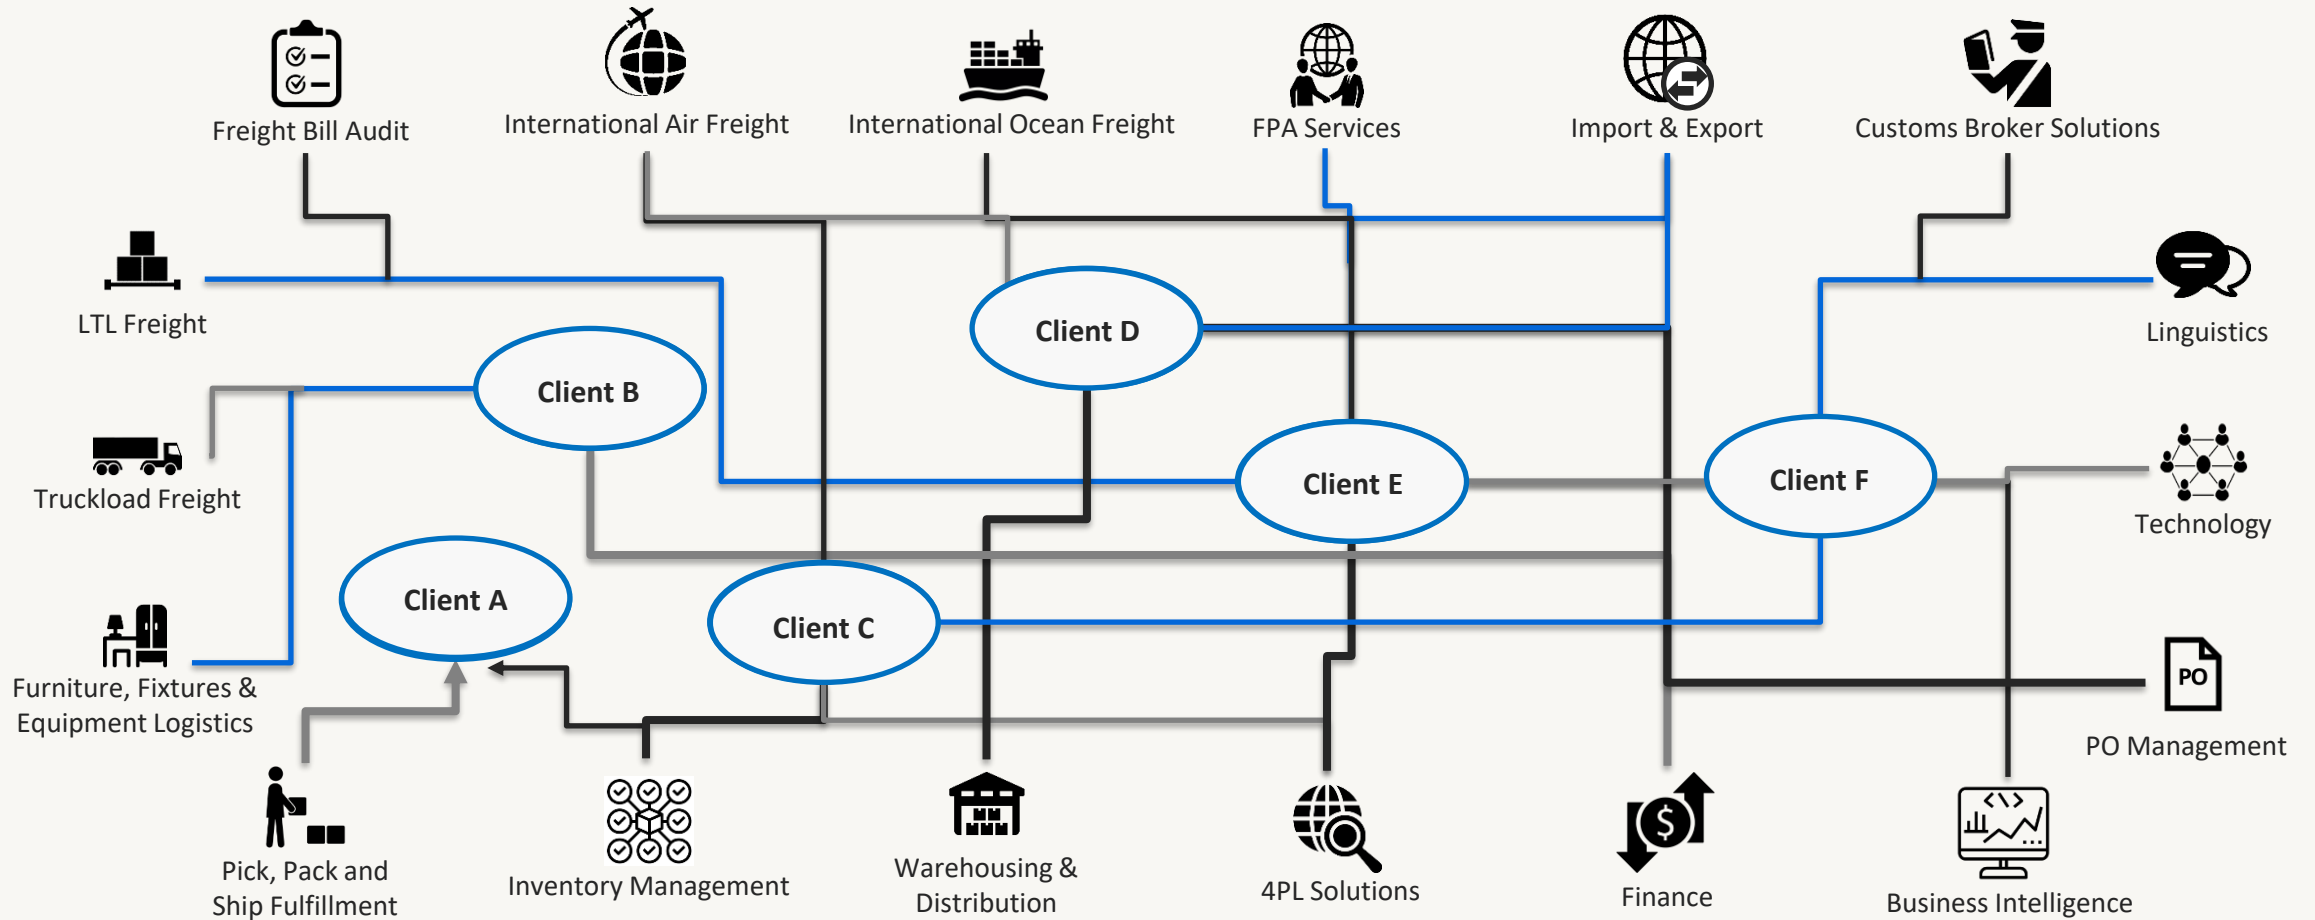 Freight Bill Audit
International Air Freight
International Ocean Freight
FPA Services
Import & Export
Customs Broker Solutions
LTL Freight
Linguistics
Client D
Client B
Client E
Client F
Truckload Freight
Technology
Client A
Client C
Furniture, Fixtures &
Equipment Logistics
PO
PO Management
$
Pick, Pack and
Ship Fulfillment
Inventory Management
Warehousing &
Distribution
4PL Solutions
Finance
Business Intelligence